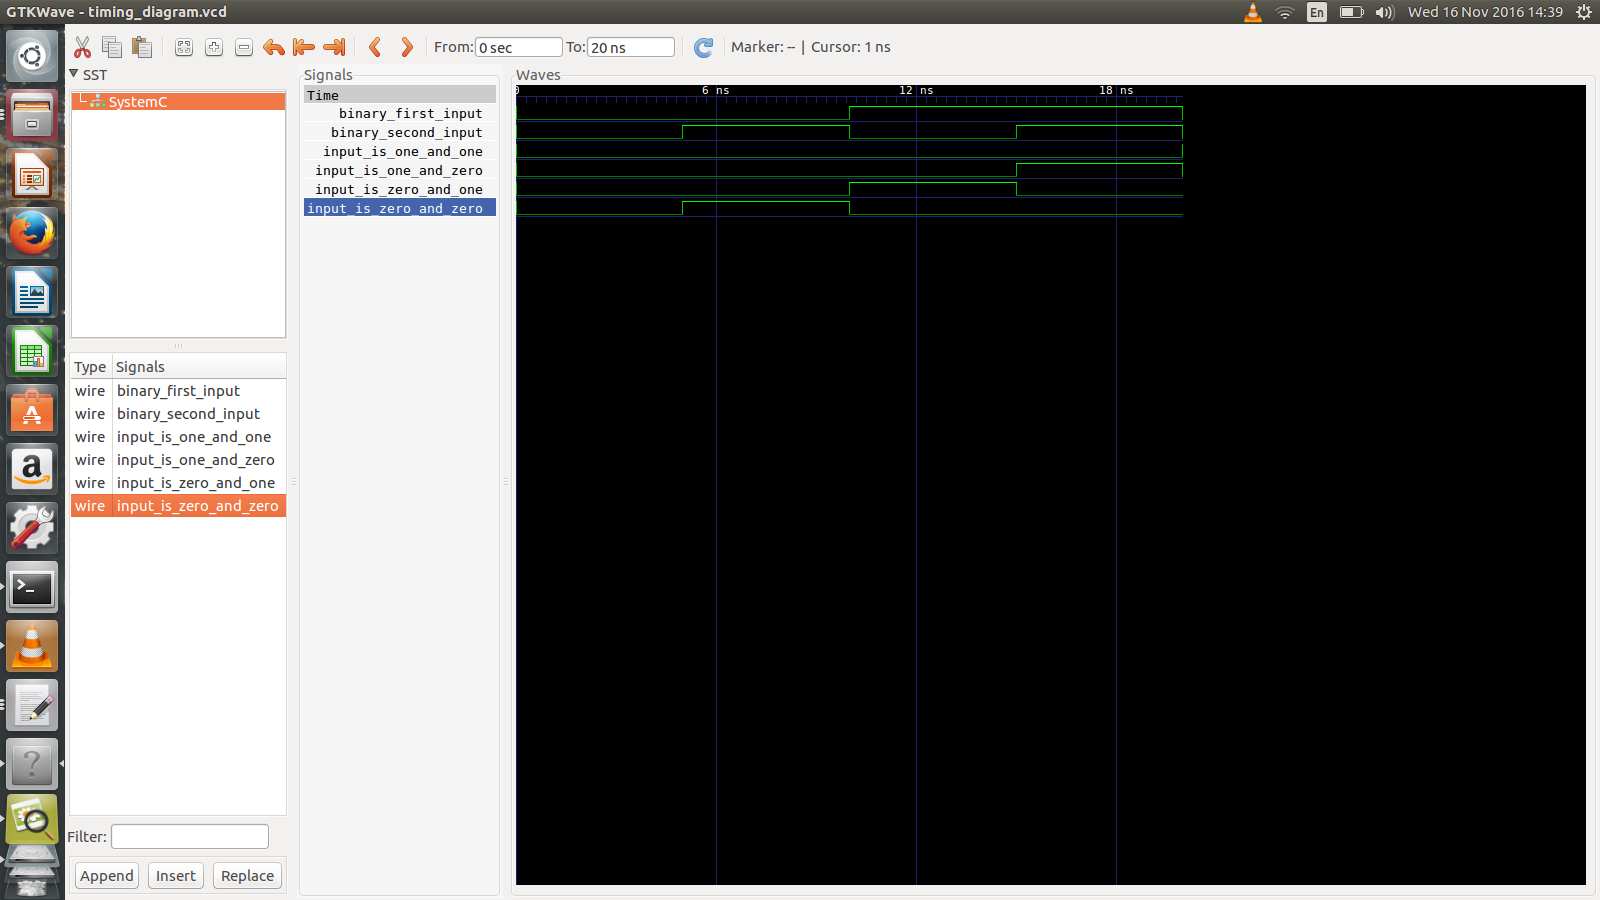 GTKWave - timing_diagram.vcd
En
Wed 16 Nov 2016 14:39
From: 0 sec To: 20 ns Marker: -- | Cursor: 1 ns
SST
SystemC
Type Signals
wire binary_first_input
wire binary_second_input
wire input_is_one_and_one
wire input_is_one_and_zero
wire input_is_zero_and_one
wire input_is_zero_and_zero
Filter:
Append Insert Replace
Signals
Time
binary_first_input
binary_second_input
input_is_one_and_one
input_is_one_and_zero
input_is_zero_and_one
input_is_zero_and_zero
Waves
0 6 ns 12 ns 18 ns